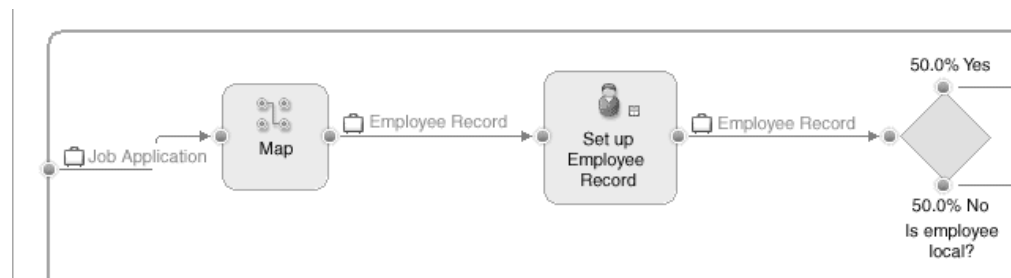 50.0% Yes
Job Application
Map
Employee Record
Set up
Employee
Record
Employee Record
50.0% No
Is employee
local?